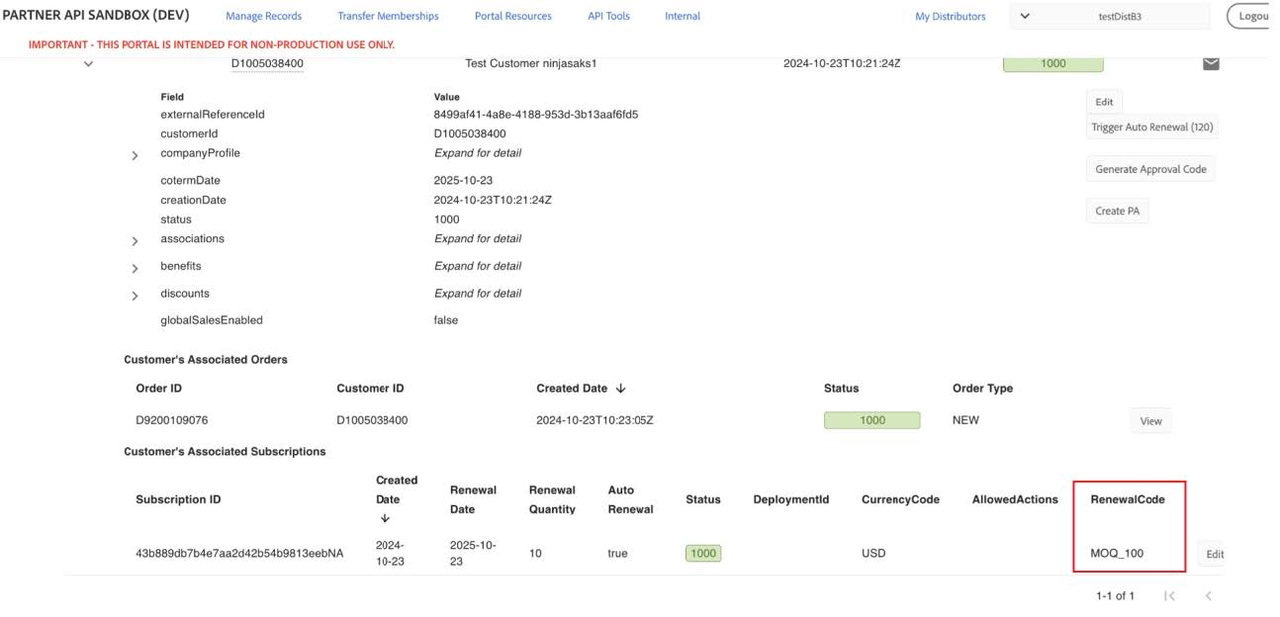 PARTNER API SANDBOX (DEV) Manage Records Transfer Memberships Portal Resources API Tools Internal My Distributors testDistB3 Logou
IMPORTANT - THIS PORTAL IS INTENDED FOR NON-PRODUCTION USE ONLY.
D1005038400 Test Customer ninjasaks1 2024-10-23T10:21:24Z 1000
Field Value
Edit
externalReferenceId 8499af41-4a8e-4188-953d-3b13aaf6fd5
Trigger Auto Renewal (120)
customerId D1005038400
companyProfile Expand for detail
Generate Approval Code
cotermDate 2025-10-23
creationDate 2024-10-23T10:21:24Z
Create PA
status 1000
associations Expand for detail
benefits Expand for detail
discounts Expand for detail
globalSalesEnabled false
Customer's Associated Orders
Order ID Customer ID Created Date Status Order Type
D9200109076 D1005038400 2024-10-23T10:23:05Z 1000 NEW View
Customer's Associated Subscriptions
Subscription ID Created Date Renewal Date Renewal Quantity Auto Renewal Status DeploymentId CurrencyCode AllowedActions RenewalCode
43b889db7b4e7aa2d42b54b9813eebNA 2024-10-23 2025-10-23 10 true 1000 USD MOQ_100 Edit
1-1 of 1